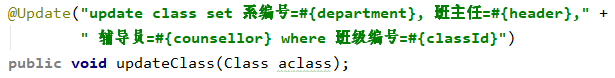 @Update("update class set 系编号=#{department}, 班主任=#{header}," +
" 辅导员=#{counsellor} where 班级编号=#{classId}")
public void updateClass(Class aclass);